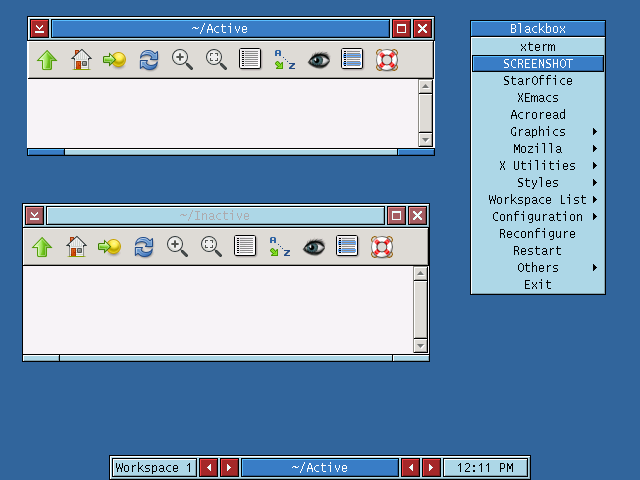 ~/Active
A
Z
~/Inactive
A
Z
Blackbox
xterm
SCREENSHOT
StarOffice
XEmacs
Acroread
Graphics
Mozilla
X Utilities
Styles
Workspace List
Configuration
Reconfigure
Restart
Others
Exit
Workspace 1
~/Active
12:11 PM